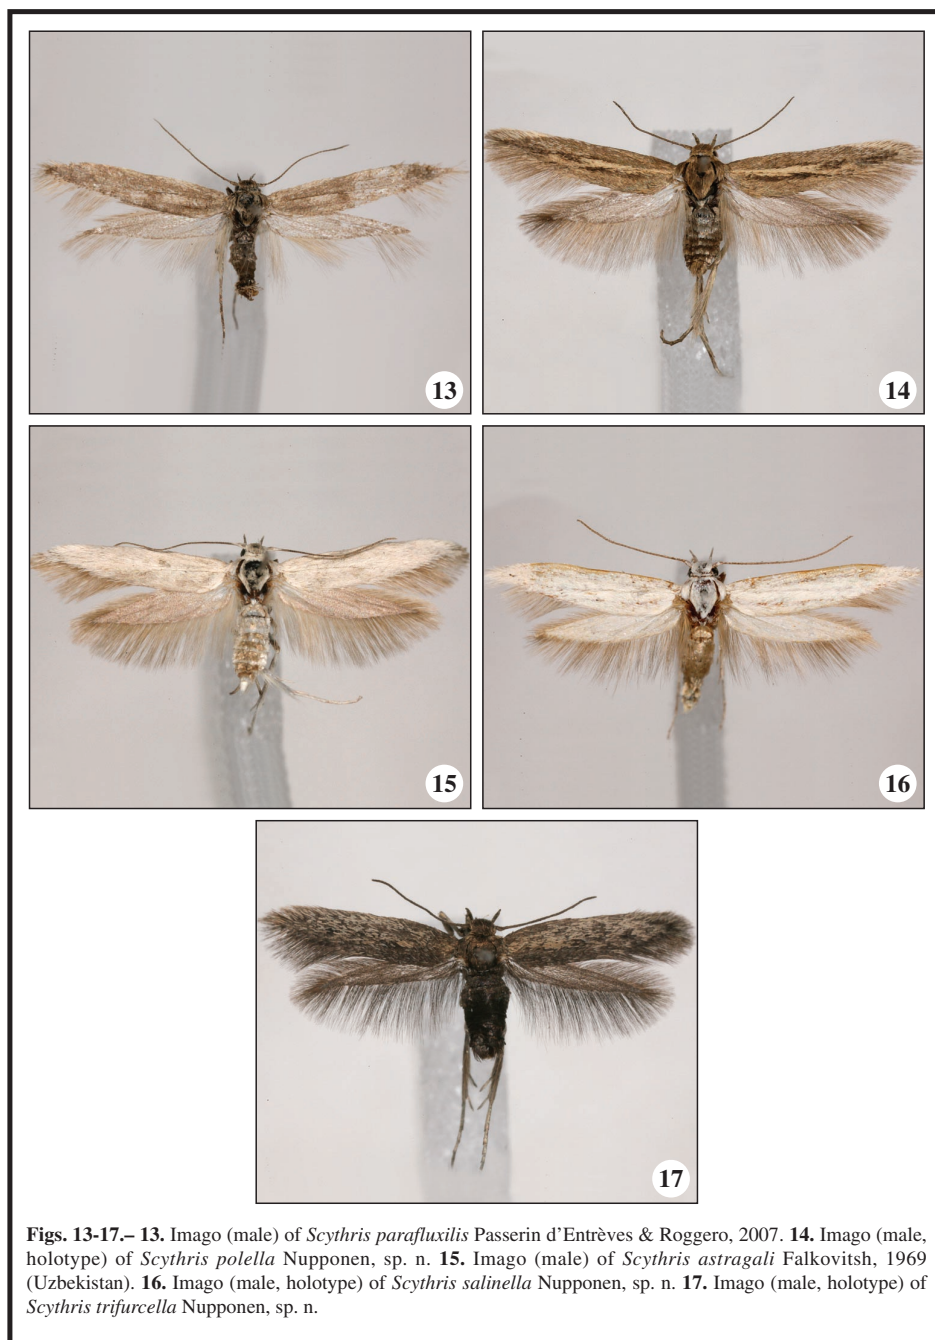 13
14
15
16
17
Figs. 13-17.– 13. Imago (male) of Scythris parafluxilis Passerin d'Entrèves & Roggero, 2007. 14. Imago (male,
holotype) of Scythris polella Nupponen, sp. n. 15. Imago (male) of Scythris astragali Falkovitsh, 1969
(Uzbekistan). 16. Imago (male, holotype) of Scythris salinella Nupponen, sp. n. 17. Imago (male, holotype) of
Scythris trifurcella Nupponen, sp. n.